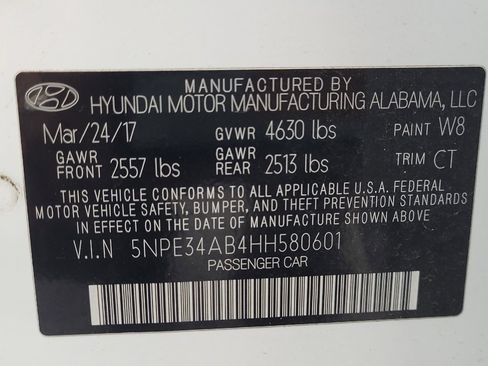 MANUFACTURED BY
HYUNDAI MOTOR MANUFACTURING ALABAMA, LLC
Mar/24/17 GVWR 4630 lbs PAINT W8
GAWR FRONT 2557 lbs GAWR REAR 2513 lbs TRIM CT
THIS VEHICLE CONFORMS TO ALL APPLICABLE U.S.A. FEDERAL
MOTOR VEHICLE SAFETY, BUMPER, AND THEFT PREVENTION STANDARDS
IN EFFECT ON THE DATE OF MANUFACTURE SHOWN ABOVE.
V.I.N 5NPE34AB4HH580601
PASSENGER CAR